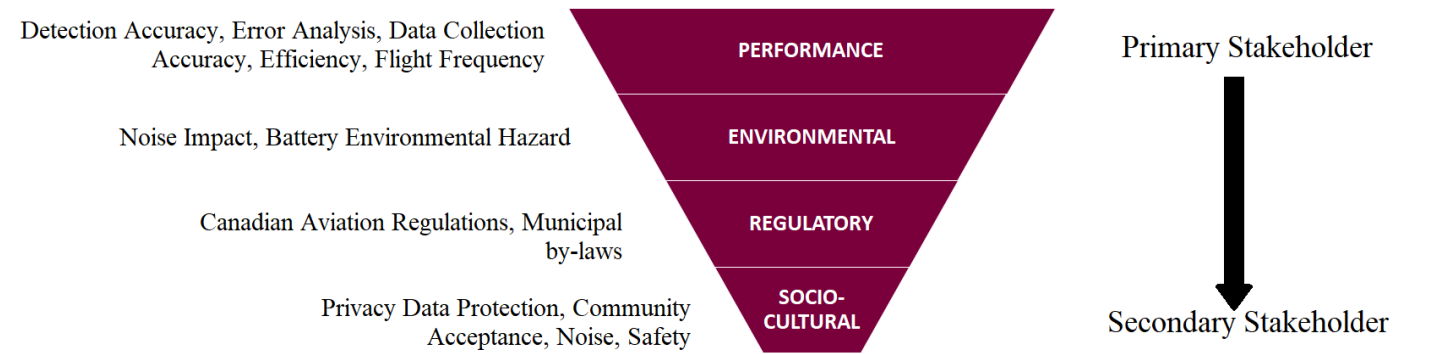 Detection Accuracy, Error Analysis, Data Collection
Accuracy, Efficiency, Flight Frequency
PERFORMANCE
Primary Stakeholder
Noise Impact, Battery Environmental Hazard
ENVIRONMENTAL
Canadian Aviation Regulations, Municipal
by-laws
REGULATORY
Privacy Data Protection, Community
Acceptance, Noise, Safety
SOCIO-
CULTURAL
Secondary Stakeholder